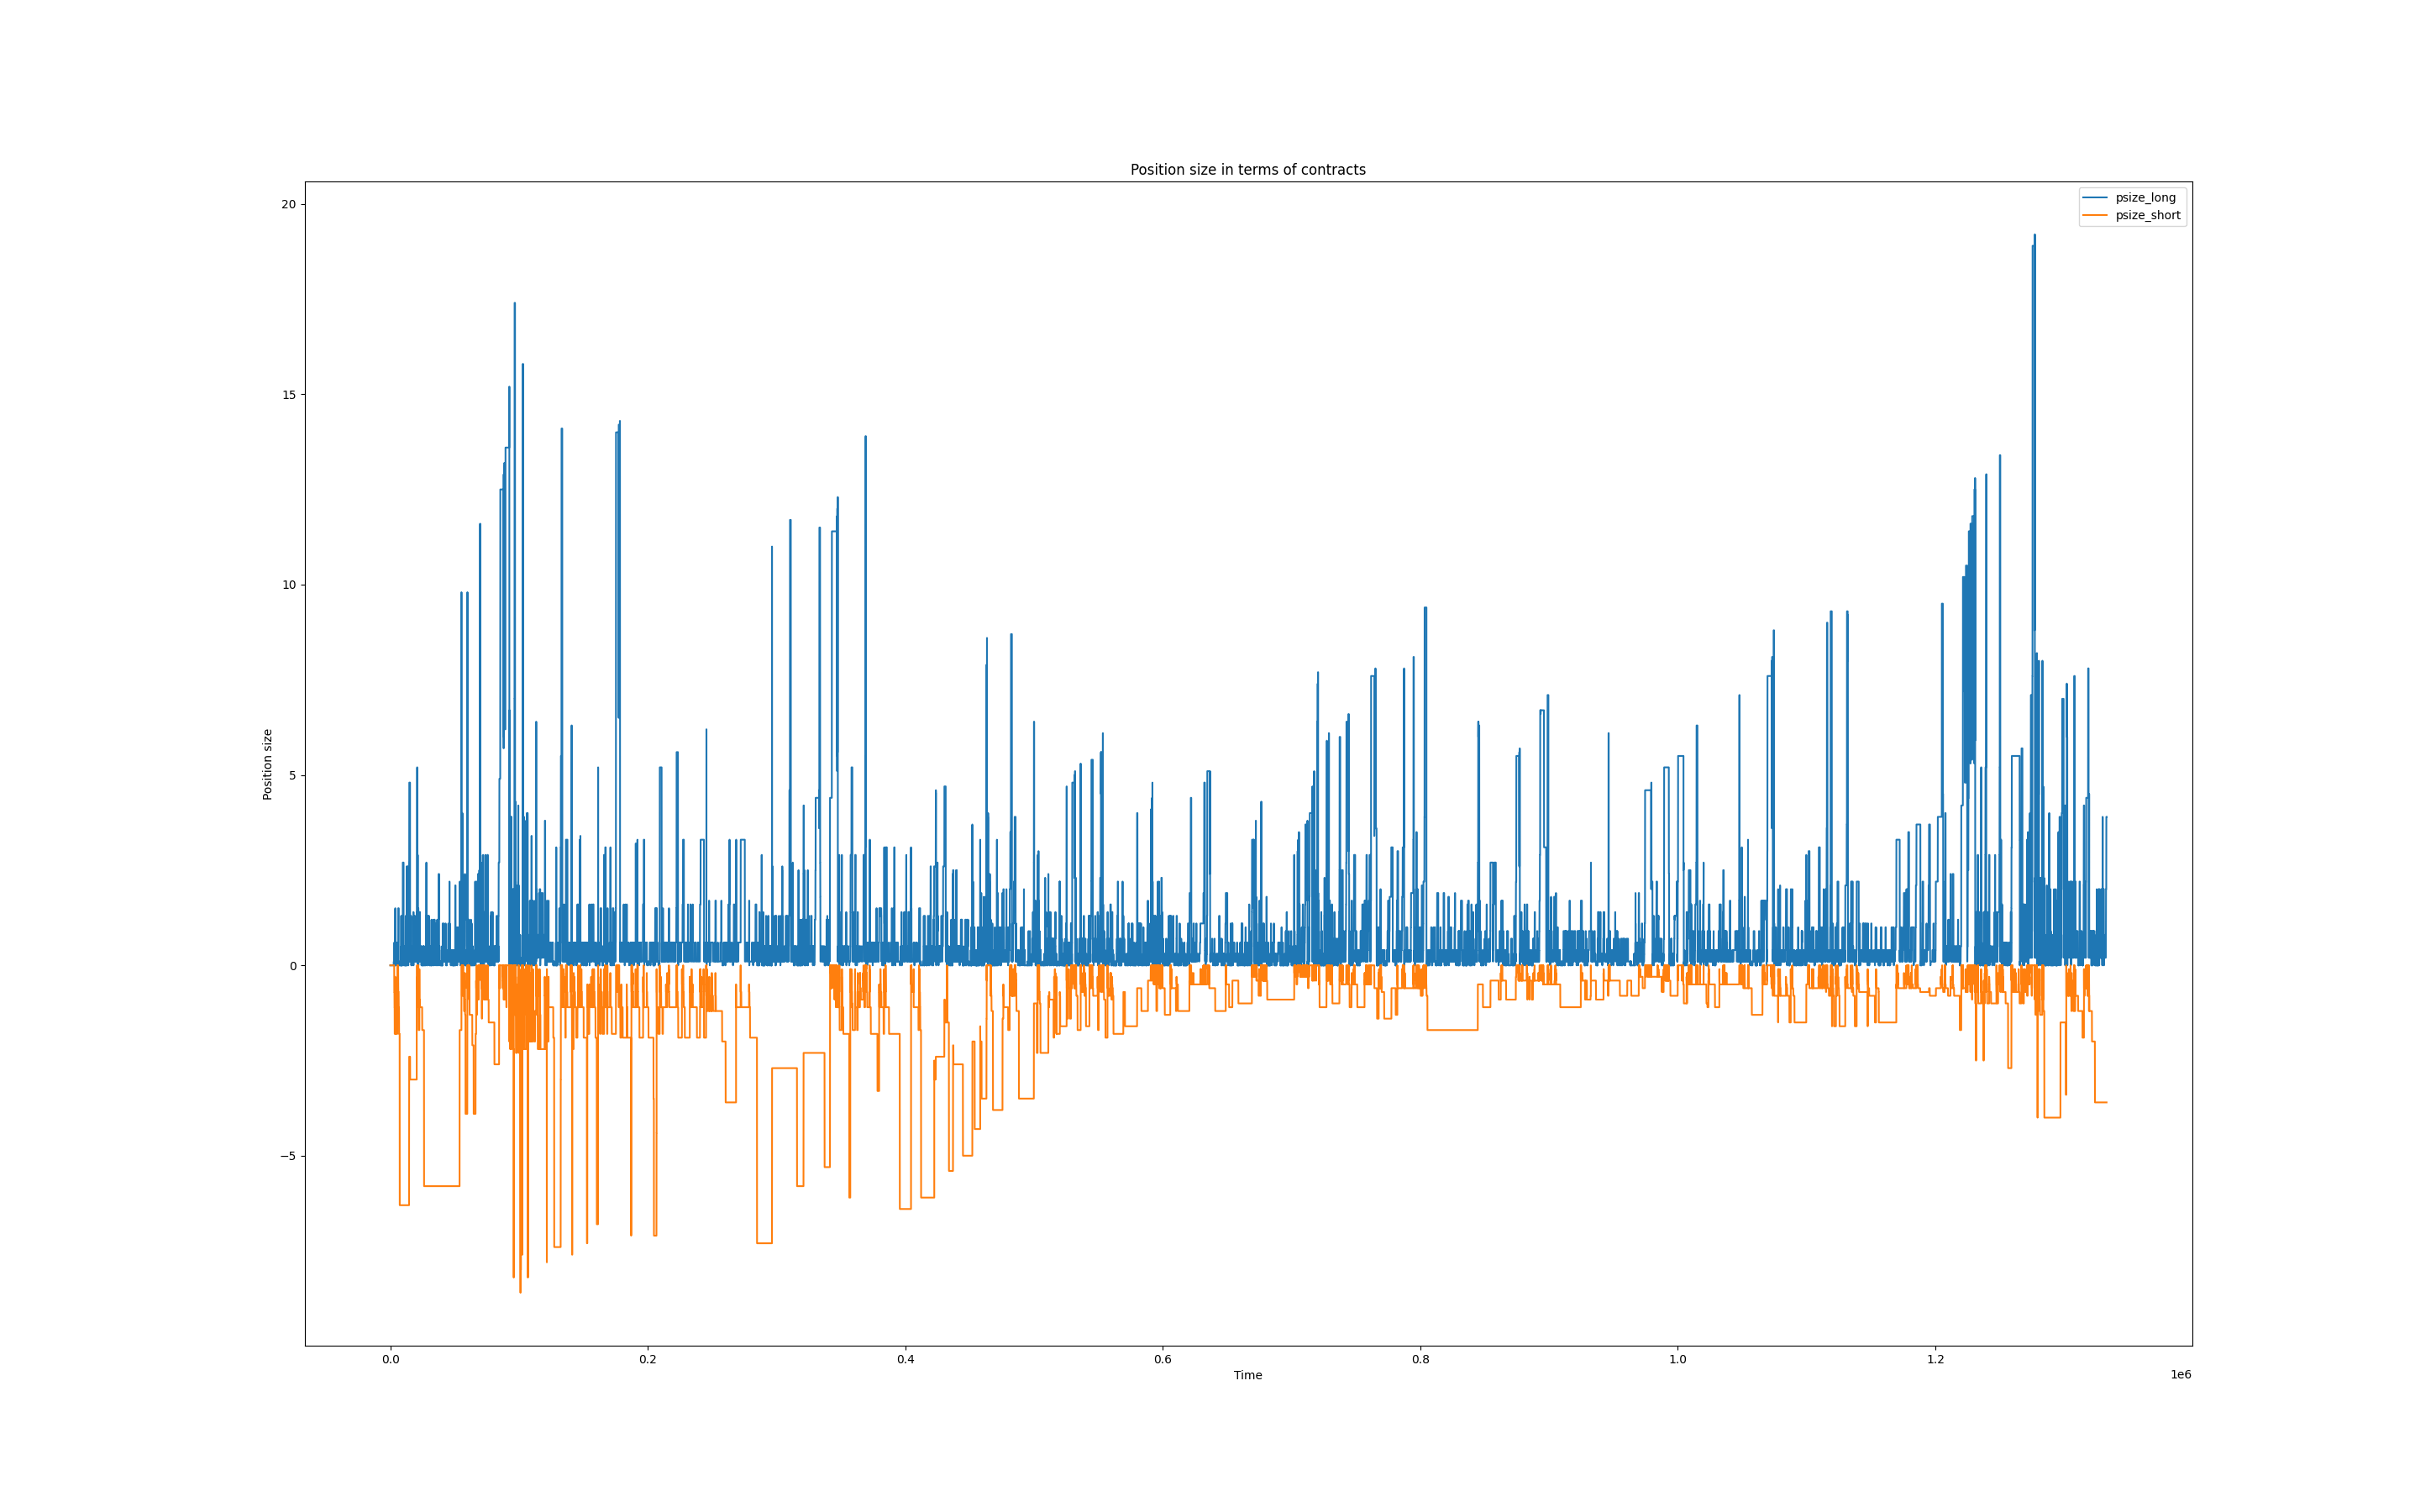 Position size in terms of contracts
psize_long
psize_short
20
15
10
5
0
−5
Position size
0.0
0.2
0.4
0.6
0.8
1.0
1.2
1e6
Time